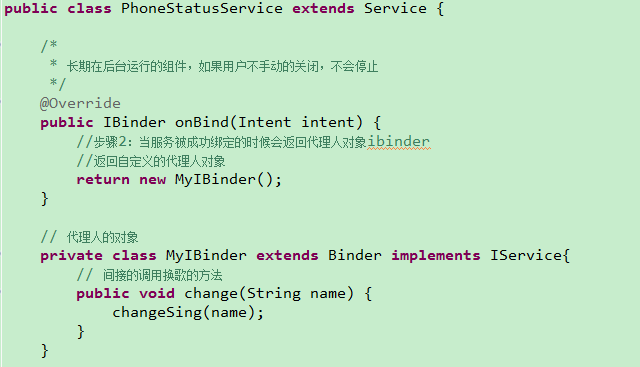 public class PhoneStatusService extends Service {
/*
* 长期在后台运行的组件，如果用户不手动的关闭，不会停止
*/
@Override
public IBinder onBind(Intent intent) {
//步骤2：当服务被成功绑定的时候会返回代理人对象ibinder
//返回自定义的代理人对象
return new MyIBinder();
}
// 代理人的对象
private class MyIBinder extends Binder implements IService{
// 间接的调用换歌的方法
public void change(String name) {
changeSing(name);
}
}